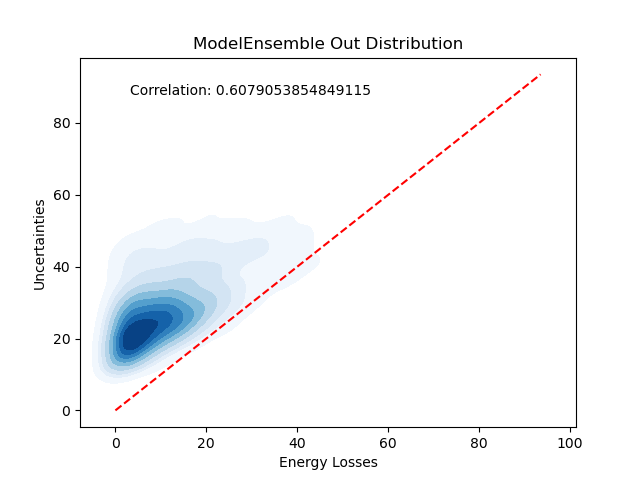 ModelEnsemble Out Distribution
Correlation: 0.6079053854849115
80
60
40
20
0
Uncertainties
0 20 40 60 80 100
Energy Losses